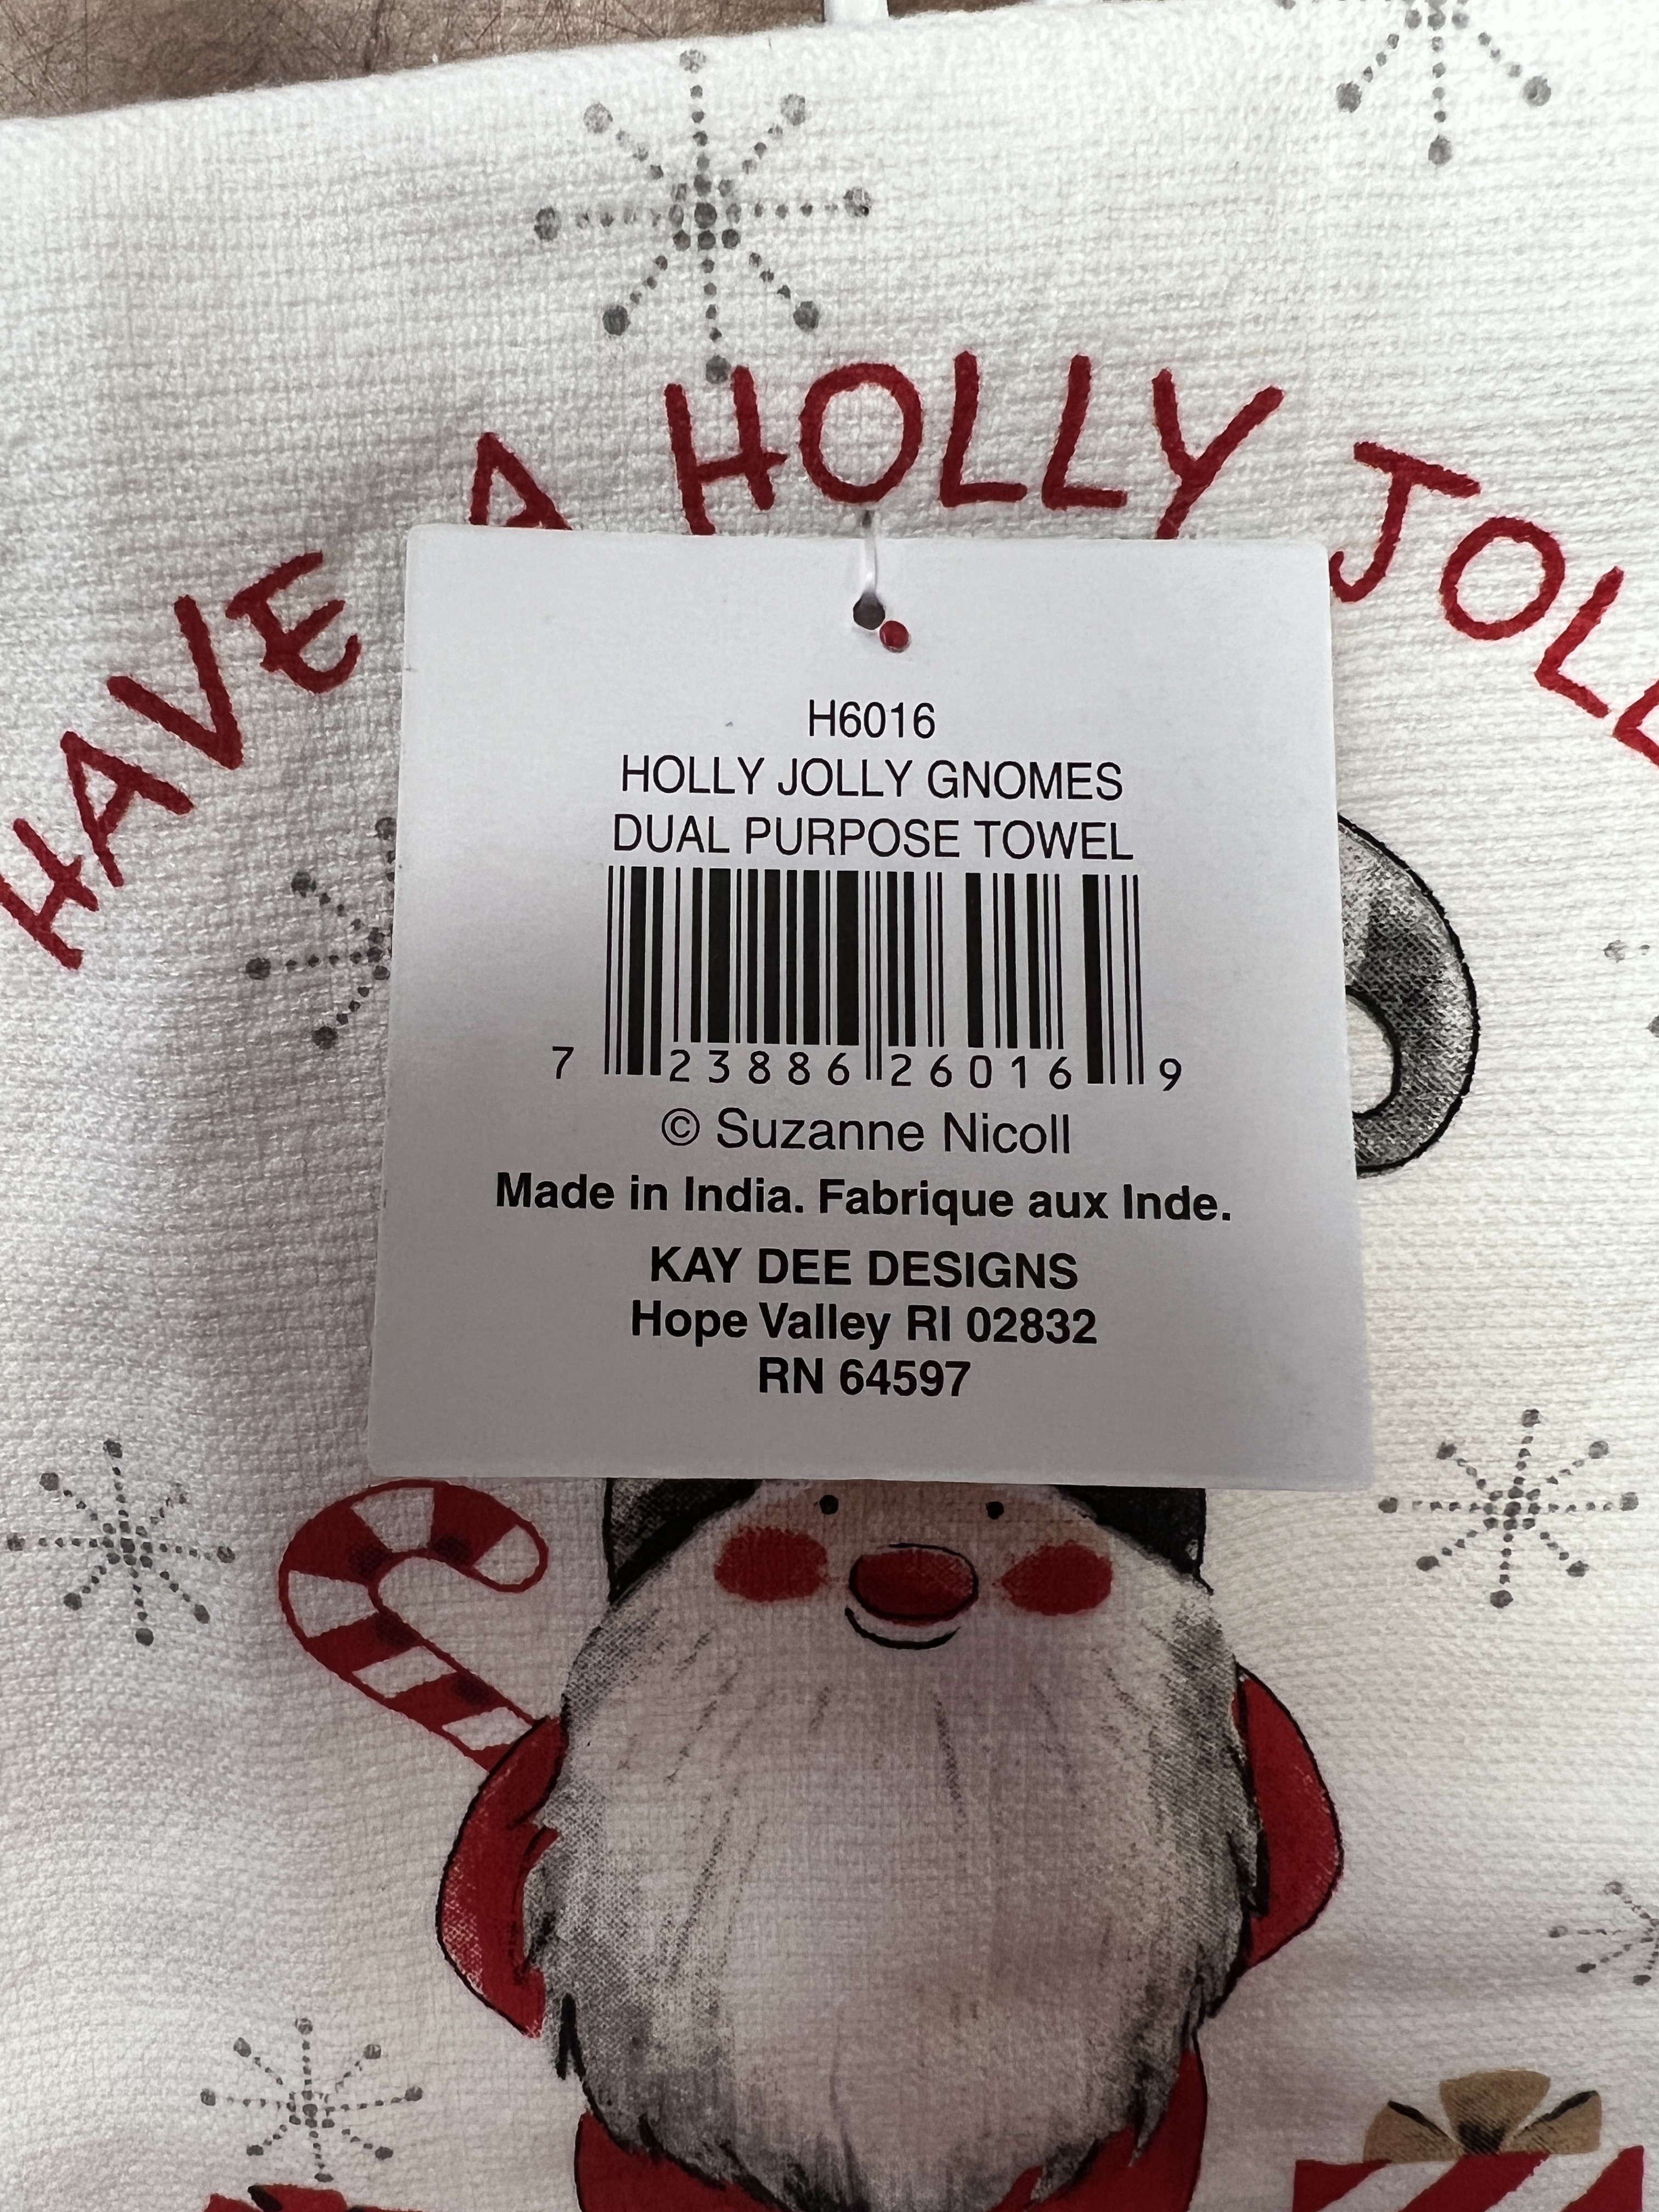 HAVE A HOLLY JOLL
H6016
HOLLY JOLLY GNOMES
DUAL PURPOSE TOWEL
7 23886 26016 9
© Suzanne Nicoll
Made in India. Fabrique aux Inde.
KAY DEE DESIGNS
Hope Valley RI 02832
RN 64597